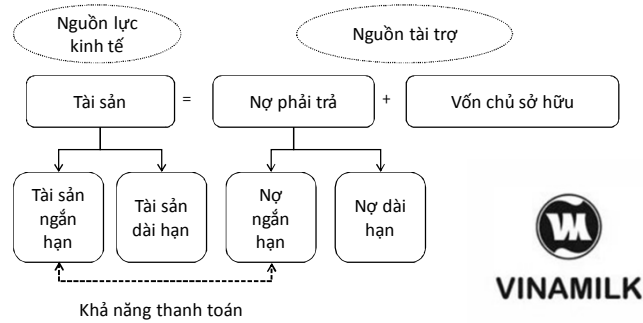 Nguồn lực
kinh tế
Nguồn tài trợ
Tài sản
=
Nợ phải trả
+
Vốn chủ sở hữu
Tài sản
ngắn
hạn
Tài sản
dài hạn
Nợ
ngắn
hạn
Nợ dài
hạn
VM
VINAMILK
Khả năng thanh toán